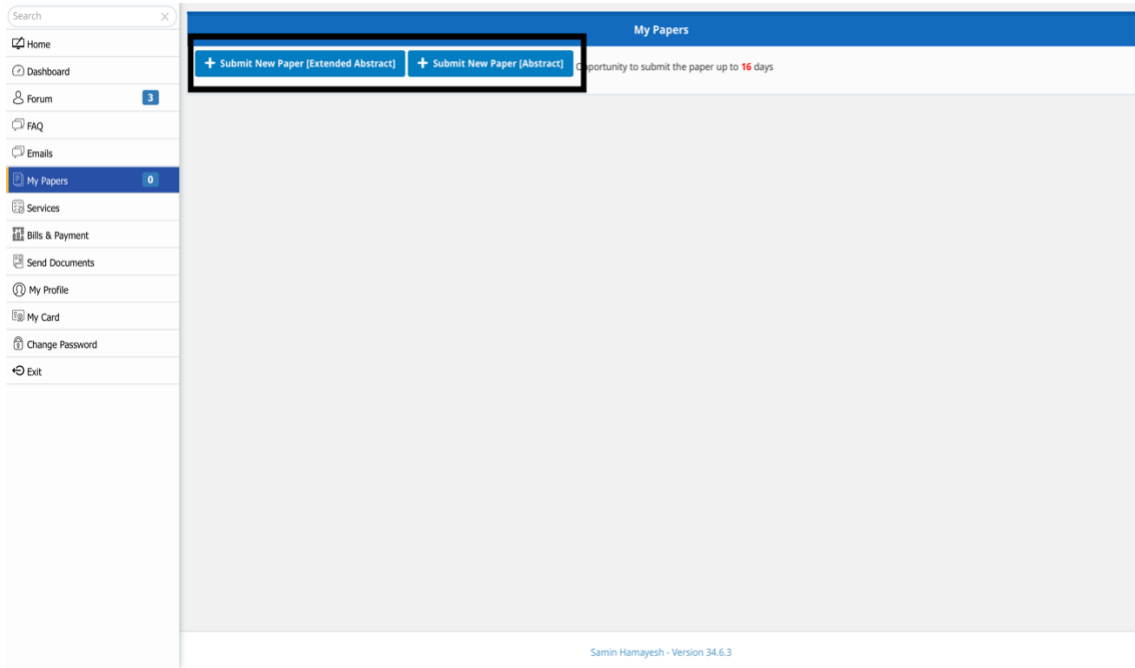 Search
Home
Dashboard
Forum 3
FAQ
Emails
My Papers 0
Services
Bills & Payment
Send Documents
My Profile
My Card
Change Password
Exit
My Papers
+ Submit New Paper [Extended Abstract] + Submit New Paper [Abstract] Opportunity to submit the paper up to 16 days
Samin Hamayesh - Version 34.6.3